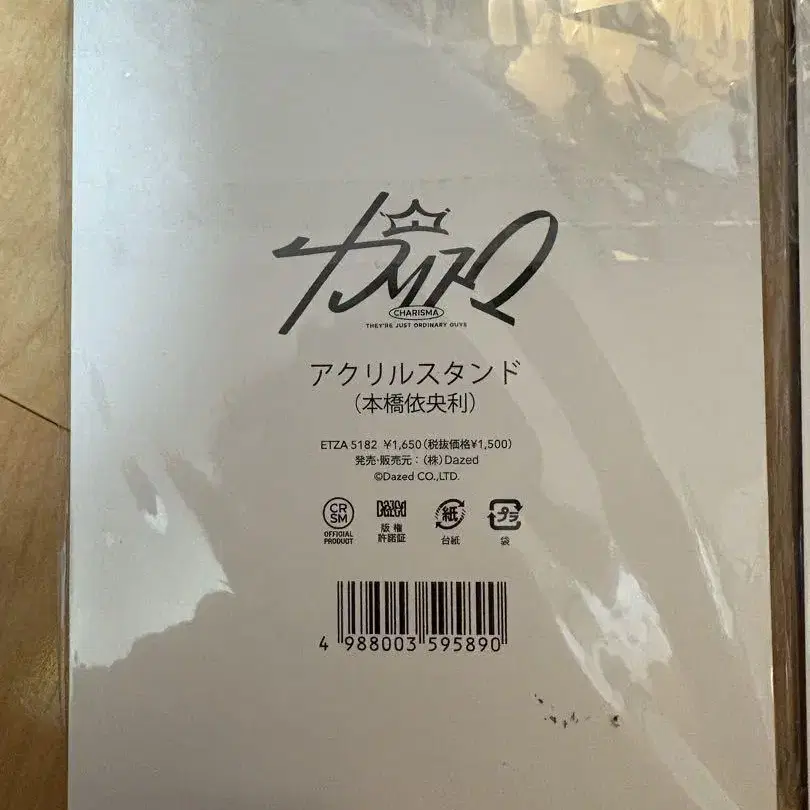 カリスマ
CHARISMA
THEY'RE JUST ORDINARY GUYS
アクリルスタンド
(本橋依央利)
ETZA 5182 ¥1,650(税抜価格¥1,500)
発売・販売元:(株)Dazed
©Dazed CO.,LTD.
CR
SM
OFFICIAL
PRODUCT
Dazed
版権
許諾証
紙
台紙
プラ
袋
4 988003 595890